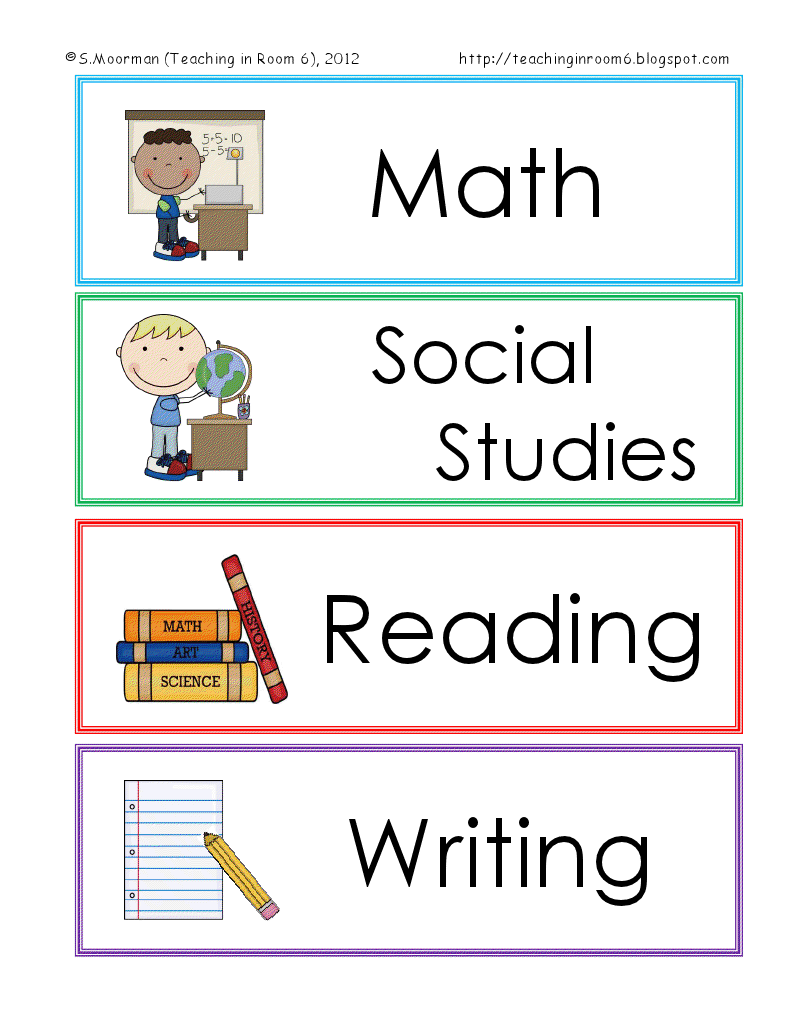 © S.Moorman (Teaching in Room 6), 2012 http://teachinginroom6.blogspot.com
5+5=10
5-5=
Math
Social
Studies
HISTORY
MATH
ART
SCIENCE
Reading
Writing